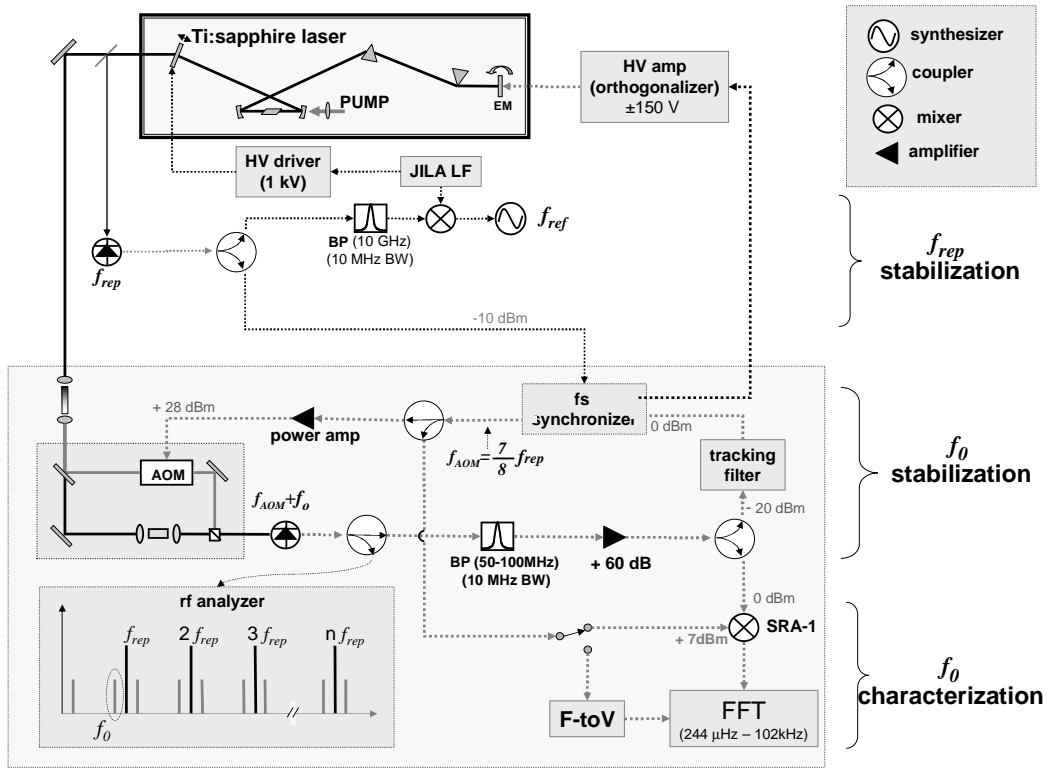 Ti:sapphire laser
PUMP
EM
HV amp
(orthogonalizer)
±150 V
synthesizer
coupler
mixer
amplifier
HV driver
(1 kV)
JILA LF
BP (10 GHz)
(10 MHz BW)
f_ref
f_rep
f_rep
stabilization
-10 dBm
fs
synchronizer
0 dBm
+ 28 dBm
power amp
f_AOM = 7/8 f_rep
tracking
filter
- 20 dBm
f_0
stabilization
AOM
f_AOM+f_o
BP (50-100MHz)
(10 MHz BW)
+ 60 dB
0 dBm
SRA-1
+ 7dBm
rf analyzer
f_rep 2 f_rep 3 f_rep n f_rep
//
f_0
F-toV
FFT
(244 μHz – 102kHz)
f_0
characterization